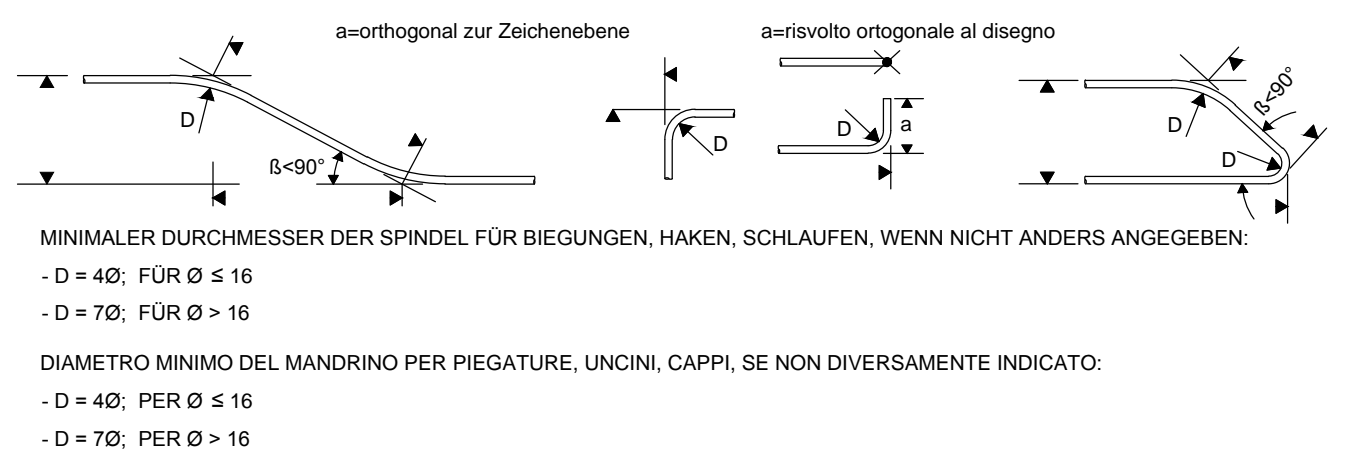 a=orthogonal zur Zeichenebene
a=risvolto ortogonale al disegno
D
ß<90°
D
D
a
D
ß<90°
D
MINIMALER DURCHMESSER DER SPINDEL FÜR BIEGUNGEN, HAKEN, SCHLAUFEN, WENN NICHT ANDERS ANGEGEBEN:
- D = 4Ø; FÜR Ø ≤ 16
- D = 7Ø; FÜR Ø > 16
DIAMETRO MINIMO DEL MANDRINO PER PIEGATURE, UNCINI, CAPPI, SE NON DIVERSAMENTE INDICATO:
- D = 4Ø; PER Ø ≤ 16
- D = 7Ø; PER Ø > 16